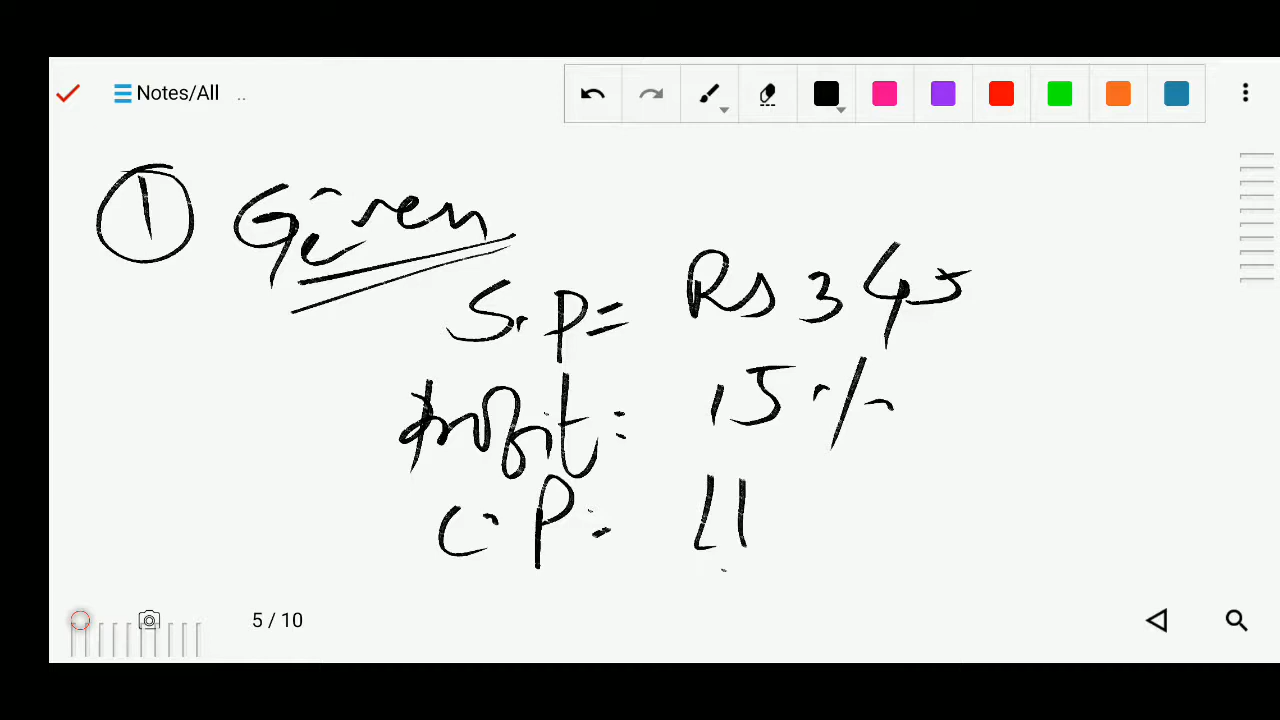 Notes/All ..
① Given
S.P= Rs 345
profit: 15 %
C.P=
5 / 10